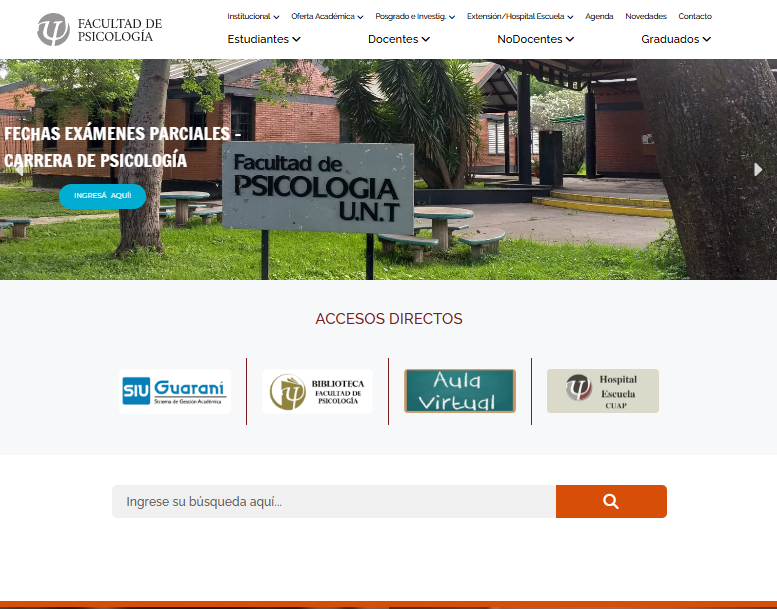 FACULTAD DE
PSICOLOGÍA
Institucional
Oferta Académica
Posgrado e Investig.
Extensión/Hospital Escuela
Agenda
Novedades
Contacto
Estudiantes
Docentes
NoDocentes
Graduados
FECHAS EXÁMENES PARCIALES -
CARRERA DE PSICOLOGÍA
INGRESÁ AQUÍ!
Facultad de
PSICOLOGIA
U.N.T
ACCESOS DIRECTOS
SIU Guaraní
Sistema de Gestión Académica
BIBLIOTECA
FACULTAD DE
PSICOLOGÍA
Aula
Virtual
Hospital
Escuela
CUAP
Ingrese su búsqueda aquí...